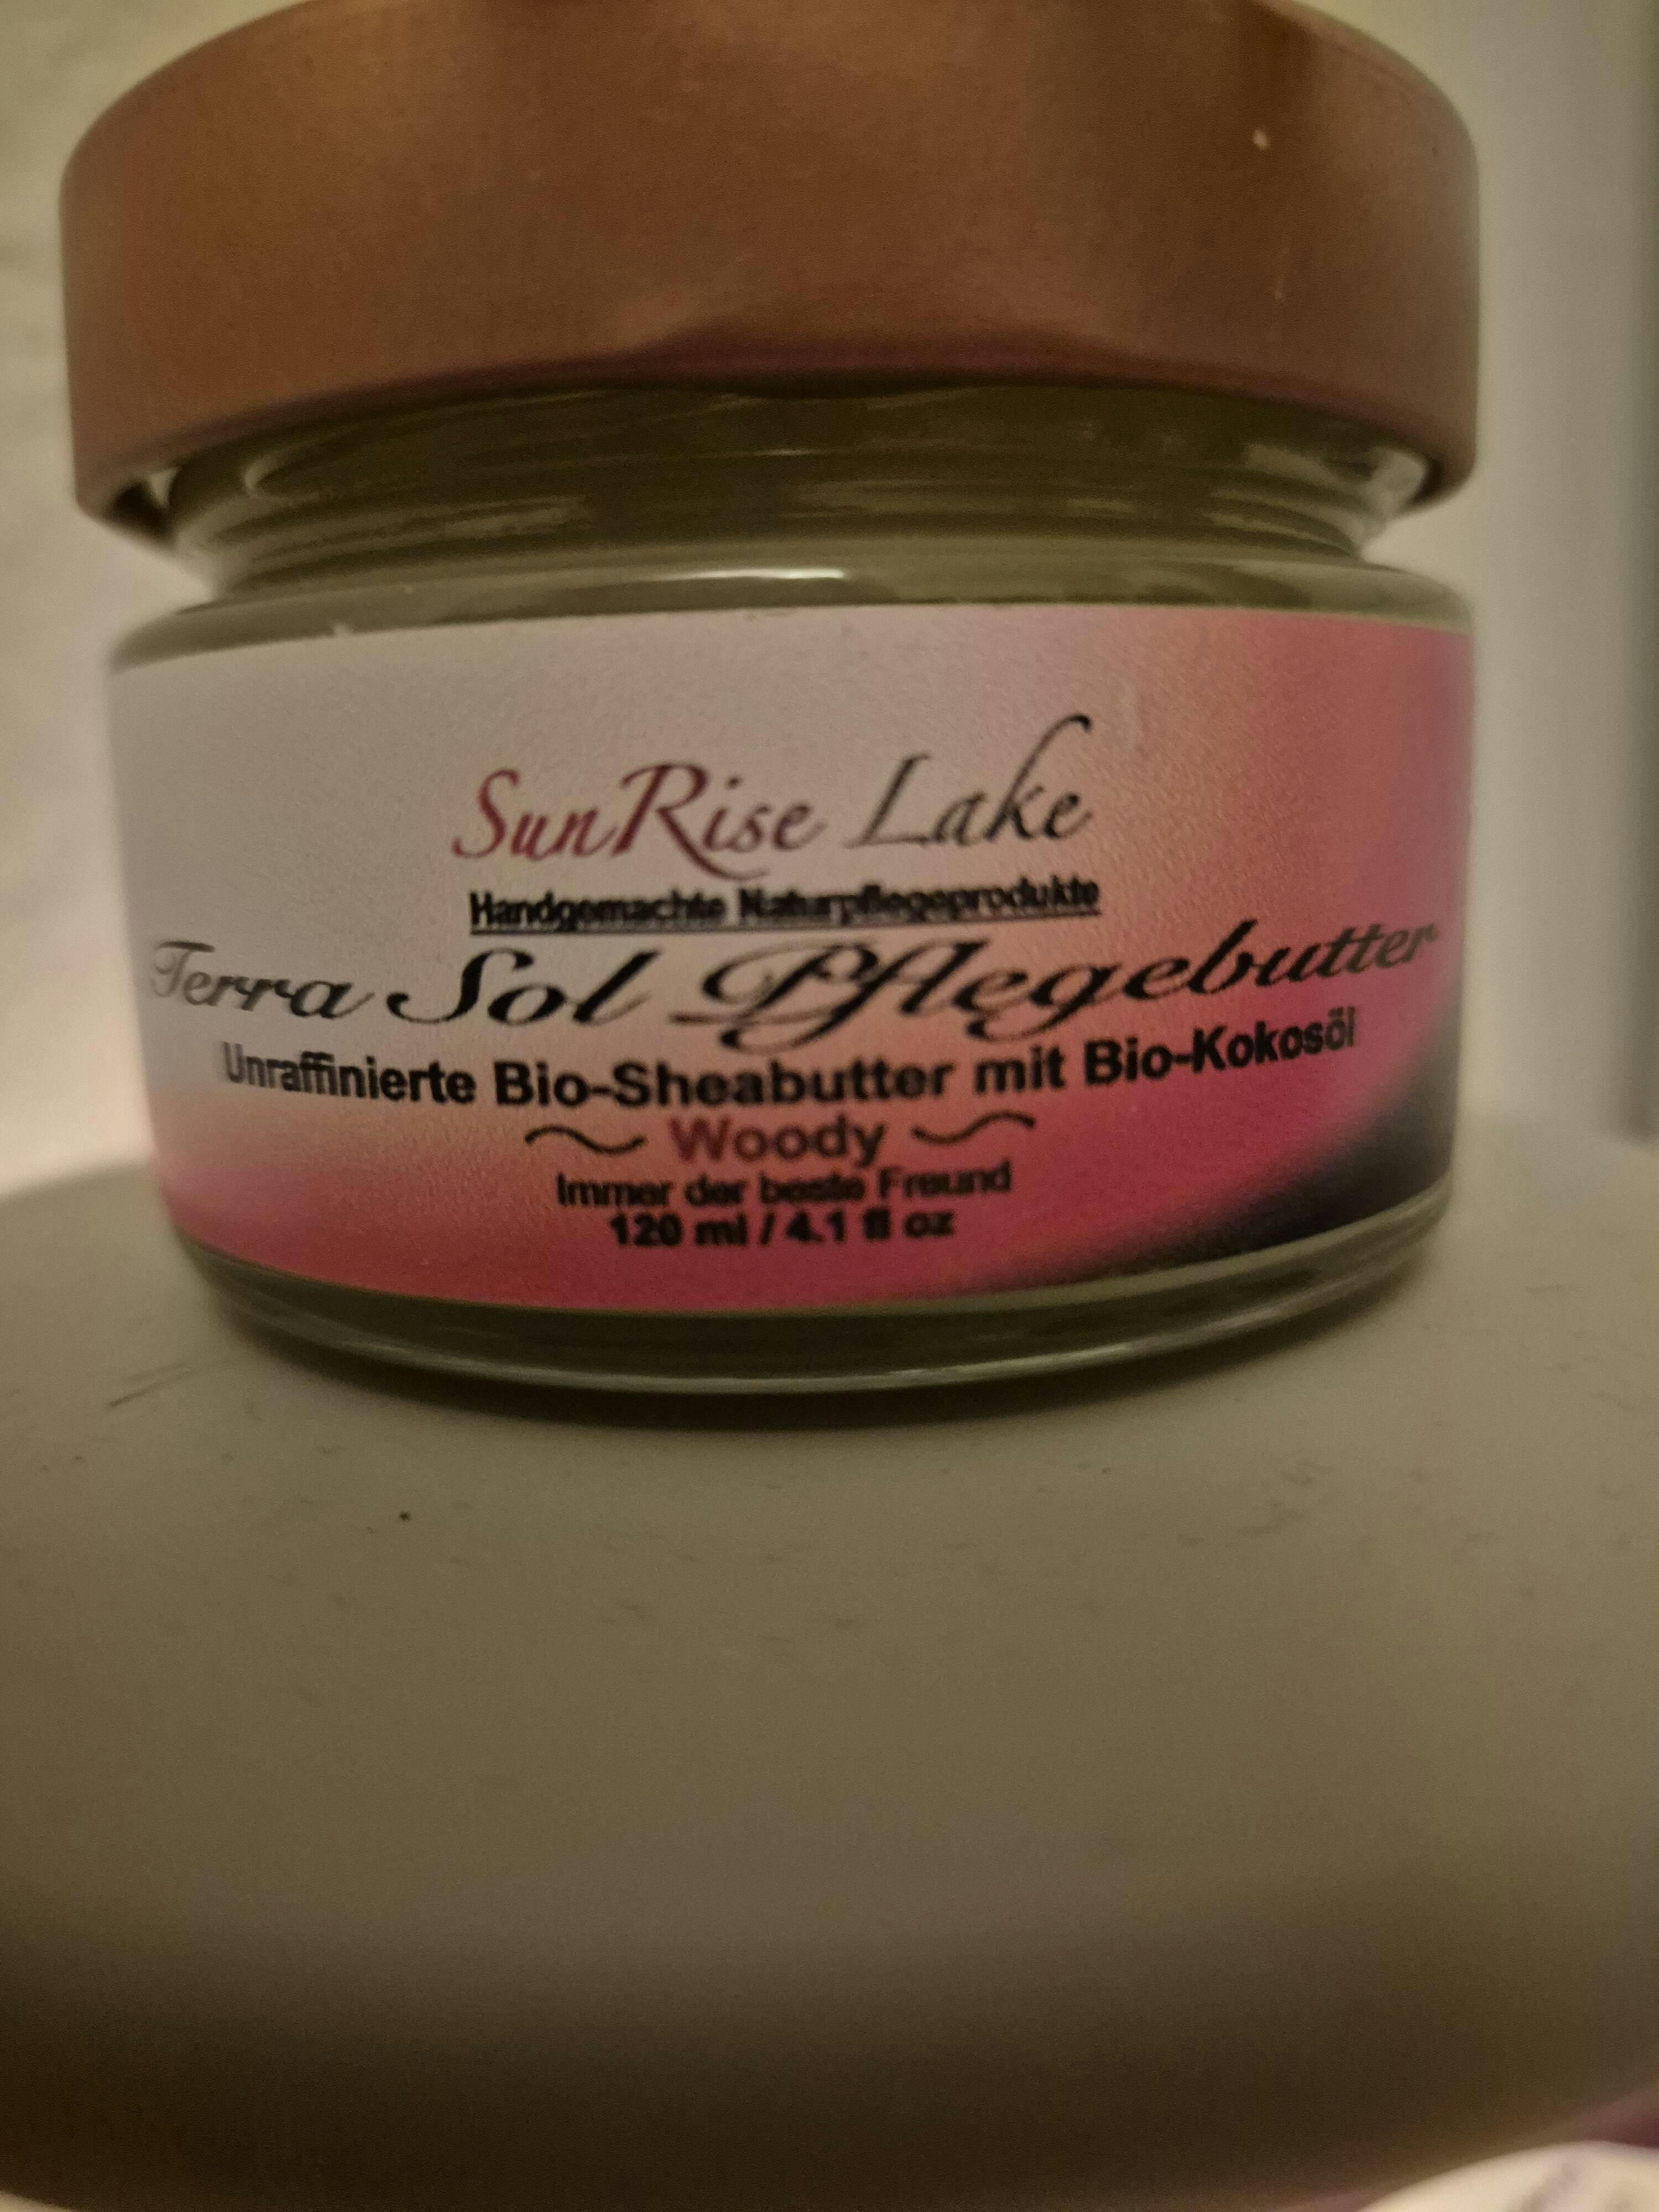 SunRise Lake
Handgemachte Naturpflegeprodukte
Terra Sol Pflegebutter
Unraffinierte Bio-Sheabutter mit Bio-Kokosöl
~ Woody ~
Immer der beste Freund
120 ml / 4.1 fl oz